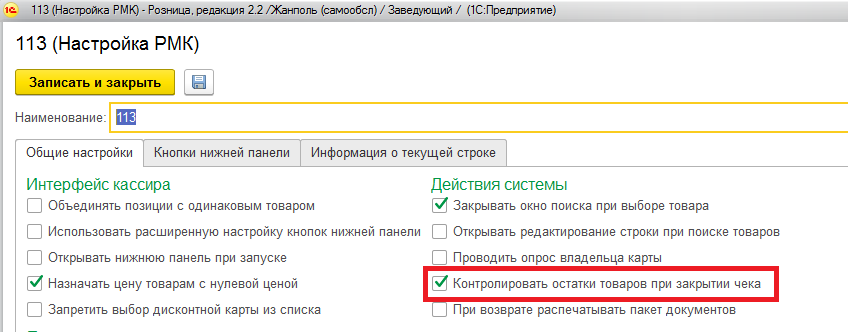 113 (Настройка РМК) - Розница, редакция 2.2 /Жанполь (самообсл) / Заведующий / (1С:Предприятие)
113 (Настройка РМК)
Записать и закрыть
Наименование: 113
Общие настройки Кнопки нижней панели Информация о текущей строке
Интерфейс кассира
Объединять позиции с одинаковым товаром
Использовать расширенную настройку кнопок нижней панели
Открывать нижнюю панель при запуске
Назначать цену товарам с нулевой ценой
Запретить выбор дисконтной карты из списка
Действия системы
Закрывать окно поиска при выборе товара
Открывать редактирование строки при поиске товаров
Проводить опрос владельца карты
Контролировать остатки товаров при закрытии чека
При возврате распечатывать пакет документов